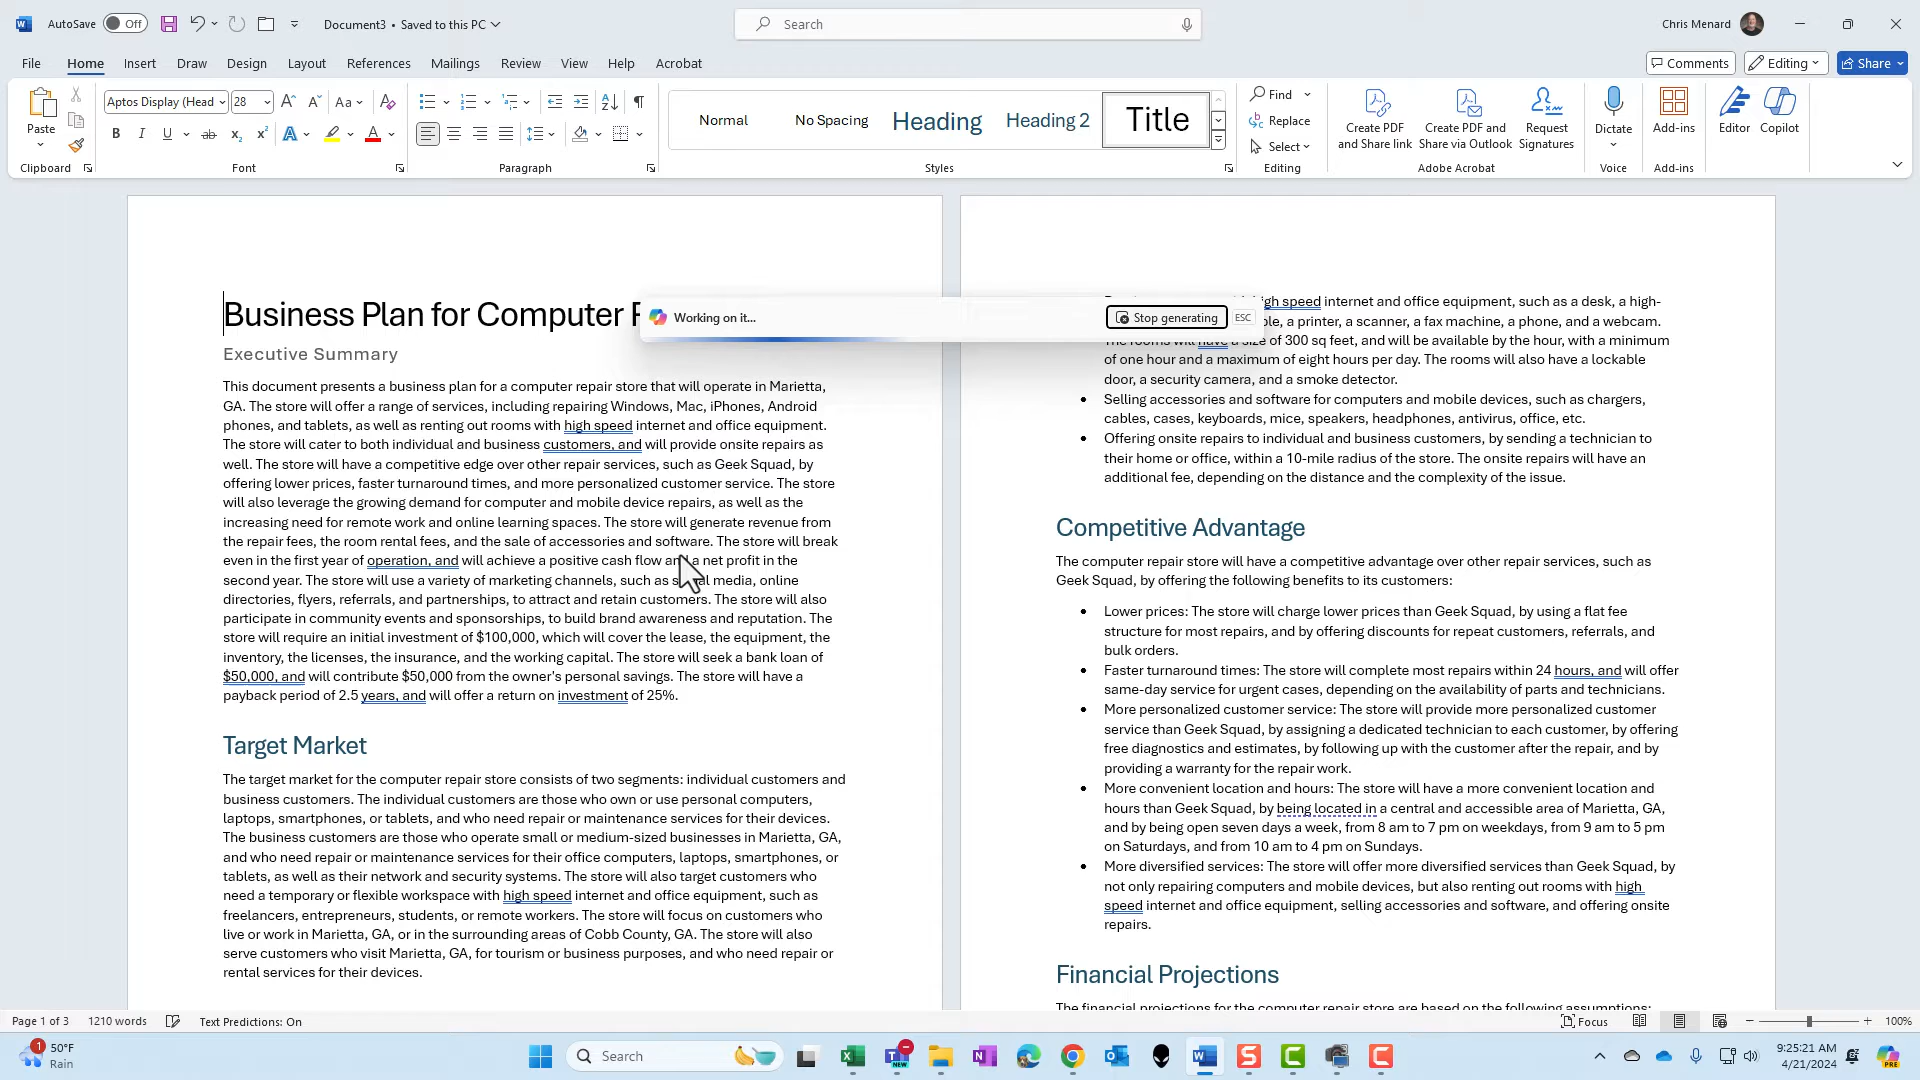 AutoSave Off Document3 • Saved to this PC Search Chris Menard
File Home Insert Draw Design Layout References Mailings Review View Help Acrobat Comments Editing Share
Paste
Clipboard
Aptos Display (Head 28
Font
Paragraph
Normal No Spacing Heading Heading 2 Title
Styles
Find
Replace
Select
Editing
Create PDF and Share link
Create PDF and Share via Outlook
Request Signatures
Adobe Acrobat
Dictate
Voice
Add-ins
Add-ins
Editor Copilot
Working on it... Stop generating ESC
Business Plan for Computer
Executive Summary
This document presents a business plan for a computer repair store that will operate in Marietta,
GA. The store will offer a range of services, including repairing Windows, Mac, iPhones, Android
phones, and tablets, as well as renting out rooms with high speed internet and office equipment.
The store will cater to both individual and business customers, and will provide onsite repairs as
well. The store will have a competitive edge over other repair services, such as Geek Squad, by
offering lower prices, faster turnaround times, and more personalized customer service. The store
will also leverage the growing demand for computer and mobile device repairs, as well as the
increasing need for remote work and online learning spaces. The store will generate revenue from
the repair fees, the room rental fees, and the sale of accessories and software. The store will break
even in the first year of operation, and will achieve a positive cash flow and a net profit in the
second year. The store will use a variety of marketing channels, such as social media, online
directories, flyers, referrals, and partnerships, to attract and retain customers. The store will also
participate in community events and sponsorships, to build brand awareness and reputation. The
store will require an initial investment of $100,000, which will cover the lease, the equipment, the
inventory, the licenses, the insurance, and the working capital. The store will seek a bank loan of
$50,000, and will contribute $50,000 from the owner's personal savings. The store will have a
payback period of 2.5 years, and will offer a return on investment of 25%.
Target Market
The target market for the computer repair store consists of two segments: individual customers and
business customers. The individual customers are those who own or use personal computers,
laptops, smartphones, or tablets, and who need repair or maintenance services for their devices.
The business customers are those who operate small or medium-sized businesses in Marietta, GA,
and who need repair or maintenance services for their office computers, laptops, smartphones, or
tablets, as well as their network and security systems. The store will also target customers who
need a temporary or flexible workspace with high speed internet and office equipment, such as
freelancers, entrepreneurs, students, or remote workers. The store will focus on customers who
live or work in Marietta, GA, or in the surrounding areas of Cobb County, GA. The store will also
serve customers who visit Marietta, GA, for tourism or business purposes, and who need repair or
rental services for their devices.
high speed internet and office equipment, such as a desk, a high-
a printer, a scanner, a fax machine, a phone, and a webcam.
The rooms will have a size of 300 sq feet, and will be available by the hour, with a minimum
of one hour and a maximum of eight hours per day. The rooms will also have a lockable
door, a security camera, and a smoke detector.
• Selling accessories and software for computers and mobile devices, such as chargers,
cables, cases, keyboards, mice, speakers, headphones, antivirus, office, etc.
• Offering onsite repairs to individual and business customers, by sending a technician to
their home or office, within a 10-mile radius of the store. The onsite repairs will have an
additional fee, depending on the distance and the complexity of the issue.
Competitive Advantage
The computer repair store will have a competitive advantage over other repair services, such as
Geek Squad, by offering the following benefits to its customers:
• Lower prices: The store will charge lower prices than Geek Squad, by using a flat fee
structure for most repairs, and by offering discounts for repeat customers, referrals, and
bulk orders.
• Faster turnaround times: The store will complete most repairs within 24 hours, and will offer
same-day service for urgent cases, depending on the availability of parts and technicians.
• More personalized customer service: The store will provide more personalized customer
service than Geek Squad, by assigning a dedicated technician to each customer, by offering
free diagnostics and estimates, by following up with the customer after the repair, and by
providing a warranty for the repair work.
• More convenient location and hours: The store will have a more convenient location and
hours than Geek Squad, by being located in a central and accessible area of Marietta, GA,
and by being open seven days a week, from 8 am to 7 pm on weekdays, from 9 am to 5 pm
on Saturdays, and from 10 am to 4 pm on Sundays.
• More diversified services: The store will offer more diversified services than Geek Squad, by
not only repairing computers and mobile devices, but also renting out rooms with high
speed internet and office equipment, selling accessories and software, and offering onsite
repairs.
Financial Projections
The financial projections for the computer repair store are based on the following assumptions:
Page 1 of 3 1210 words Text Predictions: On Focus 100%
50°F
Rain
Search
9:25:21 AM
4/21/2024